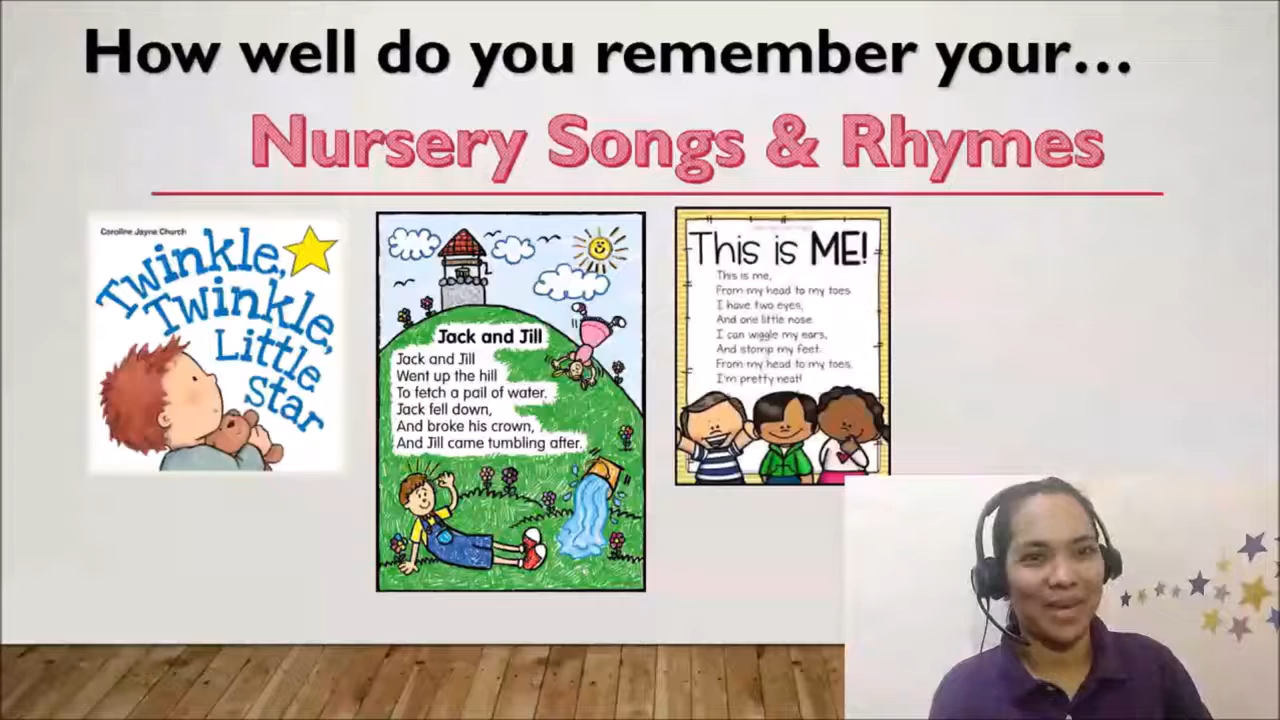 How well do you remember your...
Nursery Songs & Rhymes
Caroline Jayne Church
Twinkle,
Twinkle,
Little
Star
Jack and Jill
Jack and Jill
Went up the hill
To fetch a pail of water.
Jack fell down,
And broke his crown,
And Jill came tumbling after.
This is ME!
This is me,
From my head to my toes
I have two eyes,
And one little nose.
I can wiggle my ears,
And stomp my feet.
From my head to my toes,
I'm pretty neat!